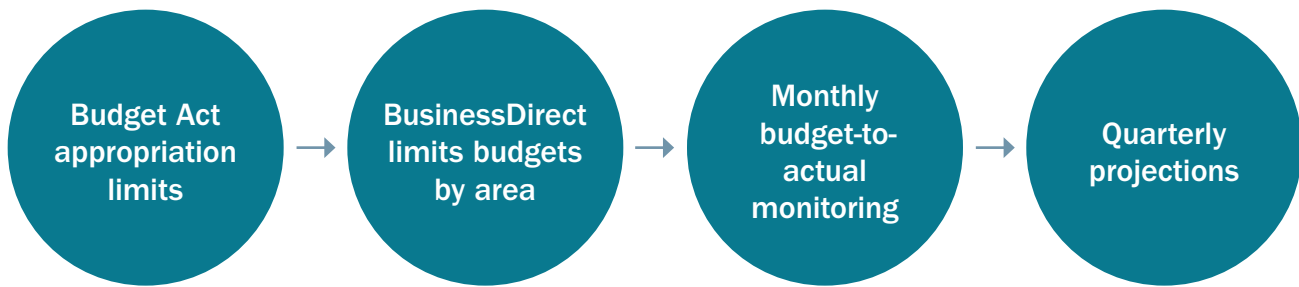 Budget Act
appropriation
limits
BusinessDirect
limits budgets
by area
Monthly
budget-to-
actual
monitoring
Quarterly
projections